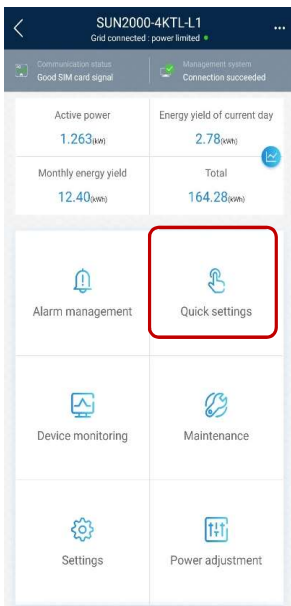 SUN2000-4KTL-L1
Grid connected : power limited
Communication status
Good SIM card signal
Management system
Connection succeeded
Active power
1.263(kW)
Energy yield of current day
2.78(kWh)
Monthly energy yield
12.40(kWh)
Total
164.28(kWh)
Alarm management
Quick settings
Device monitoring
Maintenance
Settings
Power adjustment